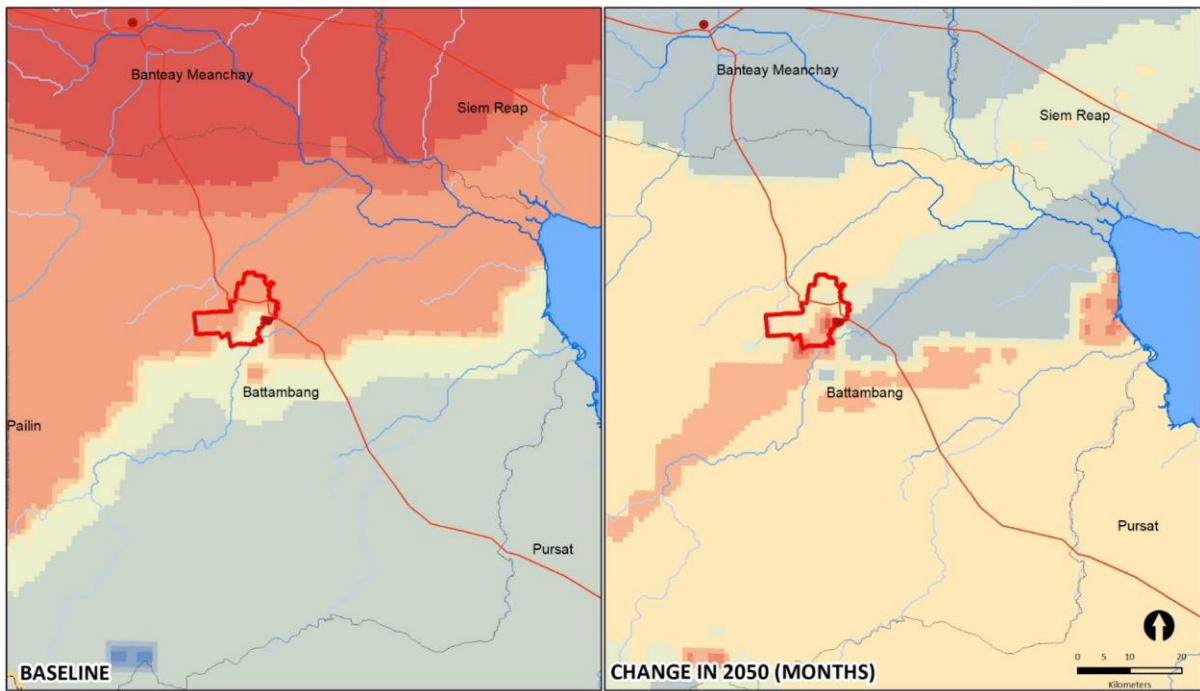 Banteay Meanchay
Siem Reap
Battambang
Pailin
Pursat
BASELINE
Banteay Meanchay
Siem Reap
Battambang
Pursat
CHANGE IN 2050 (MONTHS)
0 5 10 20
Kilometers